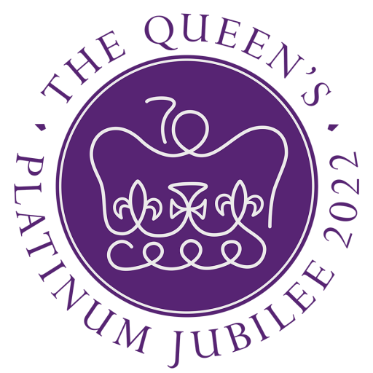 THE QUEEN'S
70
PLATINUM JUBILEE 2022